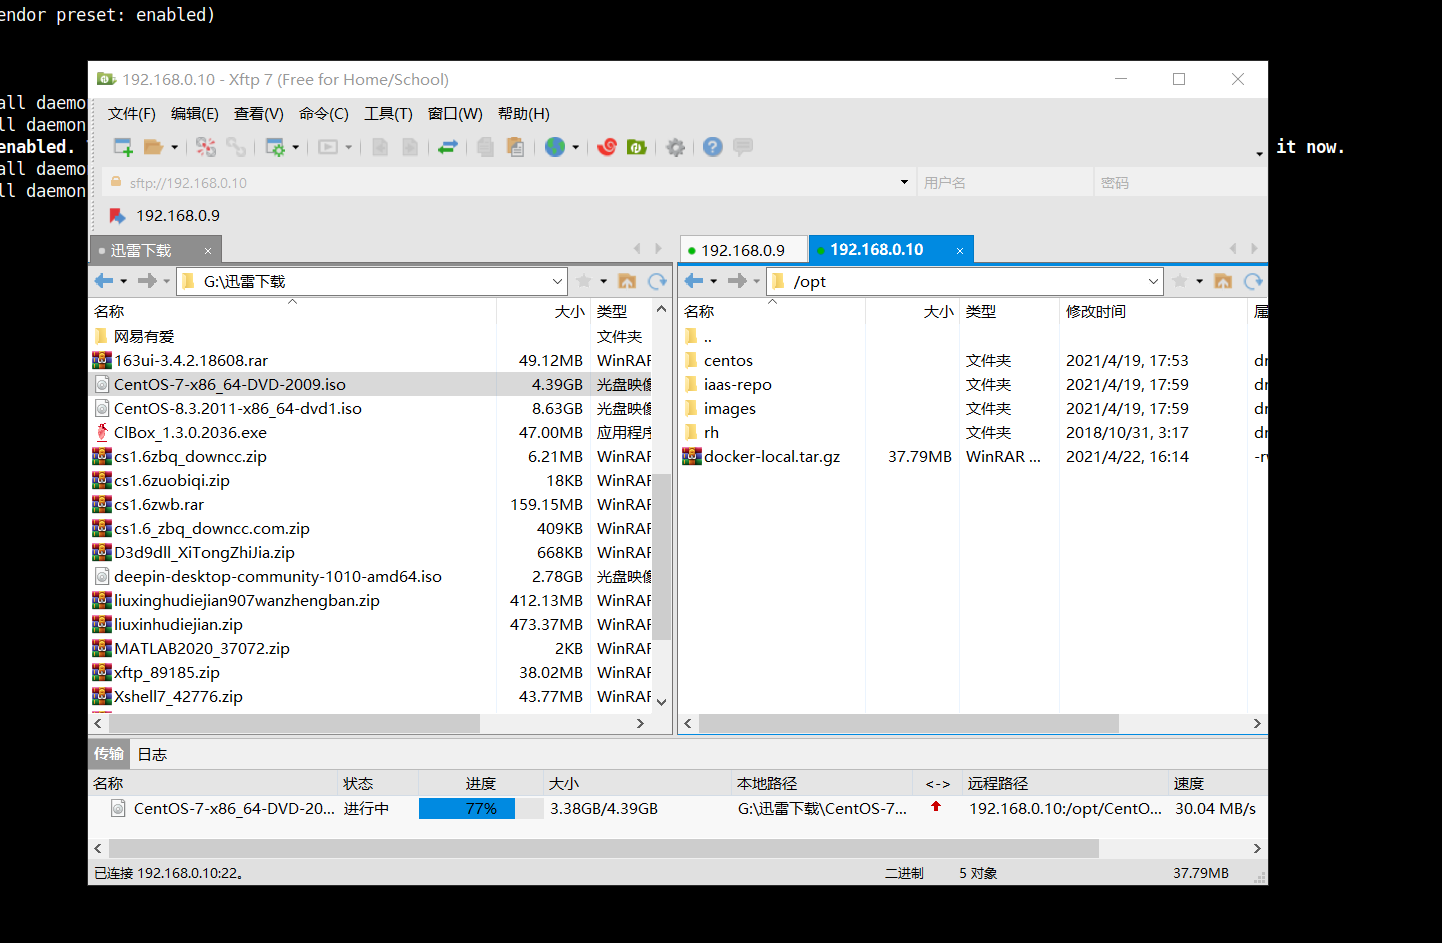 endor preset: enabled)
192.168.0.10 - Xftp 7 (Free for Home/School)
all daemo
文件(F) 编辑(E) 查看(V) 命令(C) 工具(T) 窗口(W) 帮助(H)
ll daemon
enabled.
it now.
all daemo
sftp://192.168.0.10 用户名 密码
ll daemon
192.168.0.9
迅雷下载 × 192.168.0.9 192.168.0.10 ×
G:\迅雷下载 /opt
名称 大小 类型 名称 大小 类型 修改时间 属
网易有爱 文件夹 ..
163ui-3.4.2.18608.rar 49.12MB WinRAR centos 文件夹 2021/4/19, 17:53 dr
CentOS-7-x86_64-DVD-2009.iso 4.39GB 光盘映像 iaas-repo 文件夹 2021/4/19, 17:59 dr
CentOS-8.3.2011-x86_64-dvd1.iso 8.63GB 光盘映像 images 文件夹 2021/4/19, 17:59 dr
ClBox_1.3.0.2036.exe 47.00MB 应用程序 rh 文件夹 2018/10/31, 3:17 dr
cs1.6zbq_downcc.zip 6.21MB WinRAR docker-local.tar.gz 37.79MB WinRAR ... 2021/4/22, 16:14 -rw
cs1.6zuobiqi.zip 18KB WinRAR
cs1.6zwb.rar 159.15MB WinRAR
cs1.6_zbq_downcc.com.zip 409KB WinRAR
D3d9dll_XiTongZhiJia.zip 668KB WinRAR
deepin-desktop-community-1010-amd64.iso 2.78GB 光盘映像
liuxinghudiejian907wanzhengban.zip 412.13MB WinRAR
liuxinhudiejian.zip 473.37MB WinRAR
MATLAB2020_37072.zip 2KB WinRAR
xftp_89185.zip 38.02MB WinRAR
Xshell7_42776.zip 43.77MB WinRAR
传输 日志
名称 状态 进度 大小 本地路径 <-> 远程路径 速度
CentOS-7-x86_64-DVD-20... 进行中 77% 3.38GB/4.39GB G:\迅雷下载\CentOS-7... 192.168.0.10:/opt/CentO... 30.04 MB/s
已连接 192.168.0.10:22。 二进制 5 对象 37.79MB